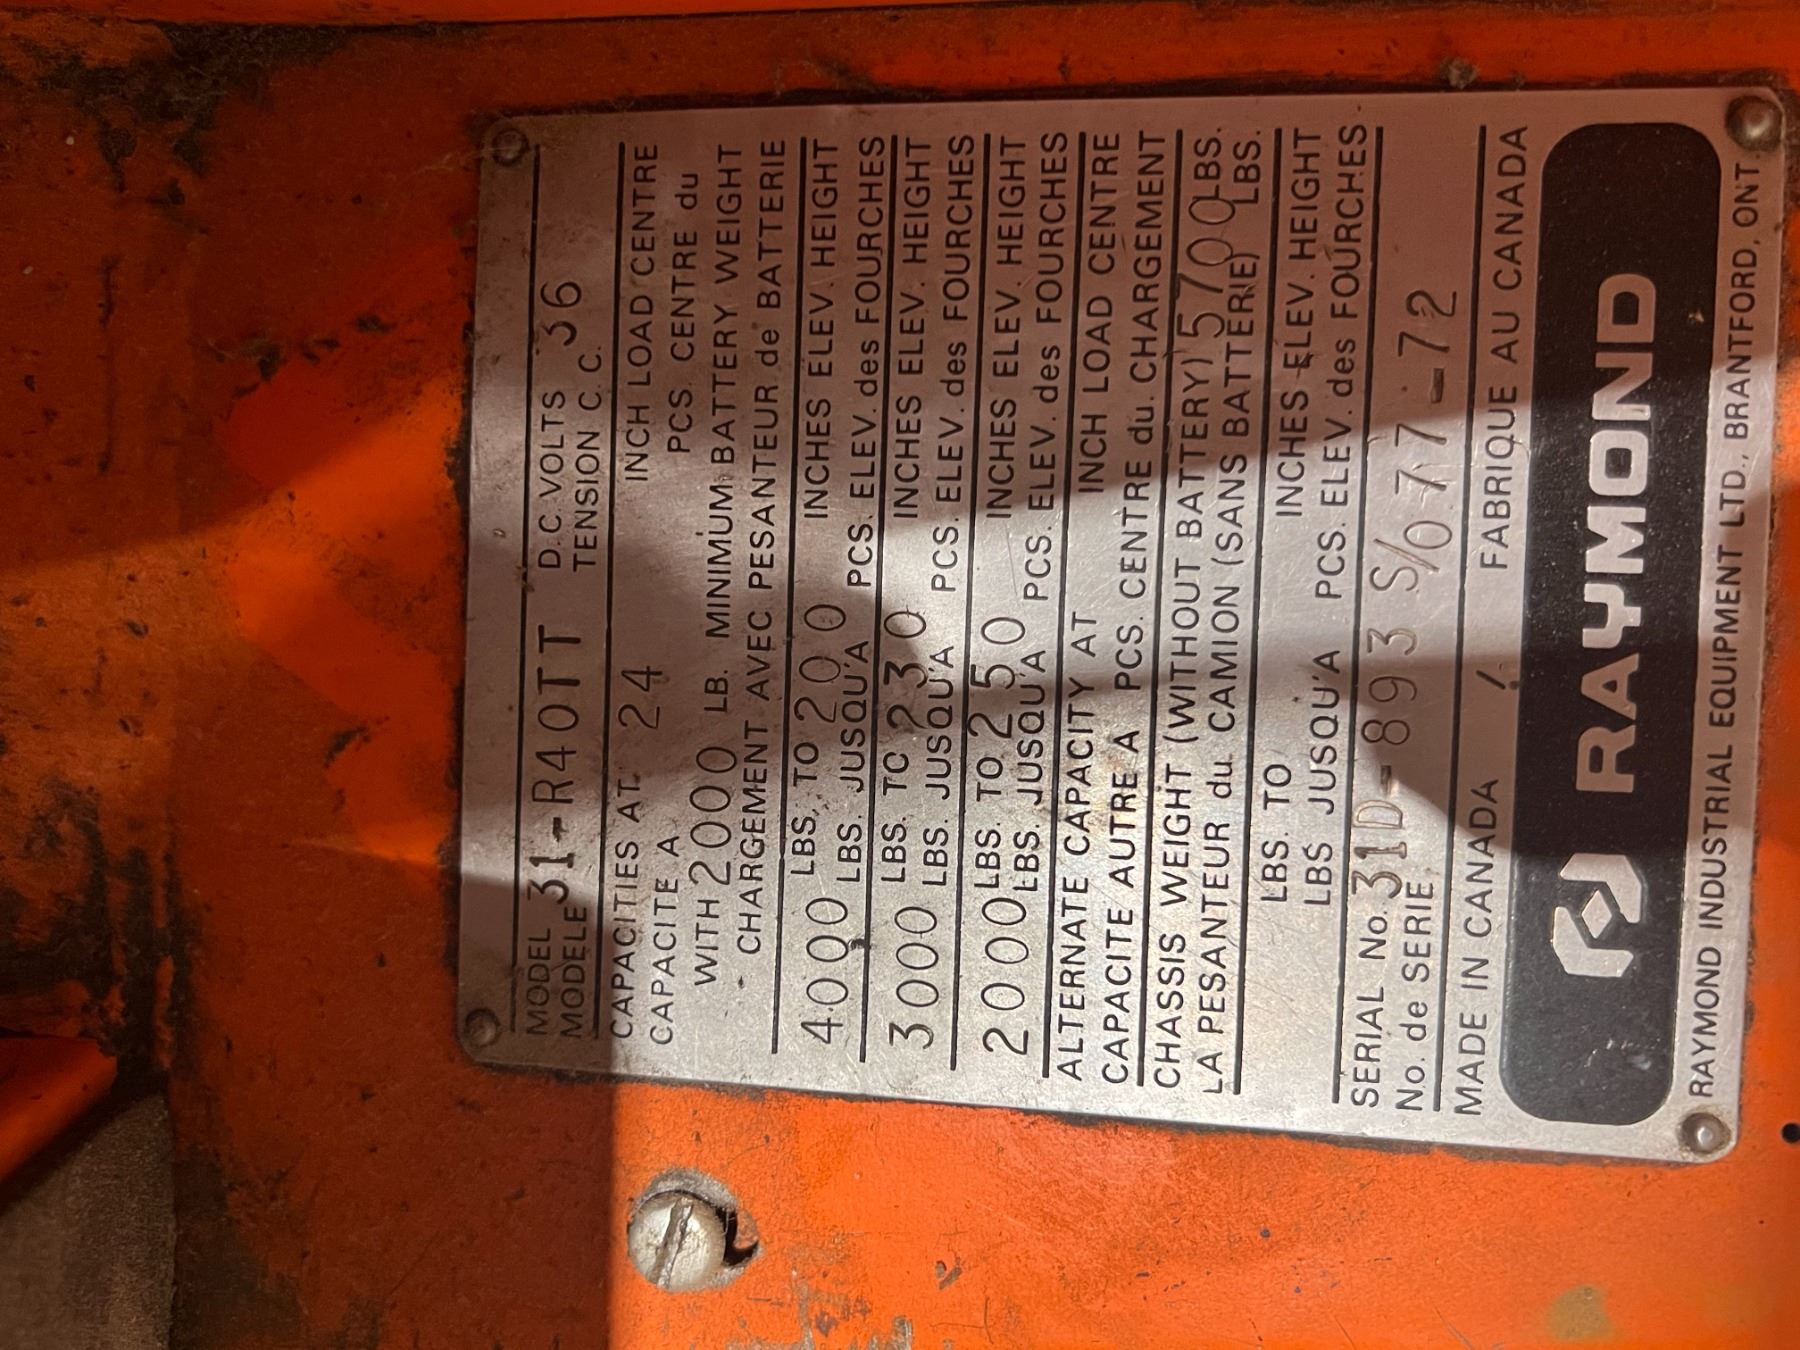 MODEL 31-R40TT D.C. VOLTS 36
MODELE TENSION C.C.
CAPACITIES AT 24 INCH LOAD CENTRE
CAPACITE A PCS. CENTRE du
WITH 2000 LB. MINIMUM BATTERY WEIGHT
CHARGEMENT AVEC PESANTEUR de BATTERIE
4000 LBS. TO 200 INCHES ELEV. HEIGHT
LBS. JUSQU'A PCS. ELEV. des FOURCHES
3000 LBS. TO 230 INCHES ELEV. HEIGHT
LBS. JUSQU'A PCS. ELEV. des FOURCHES
2000 LBS. TO 250 INCHES ELEV. HEIGHT
LBS. JUSQU'A PCS. ELEV. des FOURCHES
ALTERNATE CAPACITY AT INCH LOAD CENTRE
CAPACITE AUTRE A PCS. CENTRE du. CHARGEMENT
CHASSIS WEIGHT (WITHOUT BATTERY) 5700 LBS.
LA PESANTEUR du. CAMION (SANS BATTERIE) LBS.
LBS. TO INCHES ELEV. HEIGHT
LBS JUSQU'A PCS. ELEV. des FOURCHES
SERIAL No. 31D-893 S/077-72
No. de SERIE
MADE IN CANADA FABRIQUE AU CANADA
RAYMOND
RAYMOND INDUSTRIAL EQUIPMENT LTD., BRANTFORD, ONT.